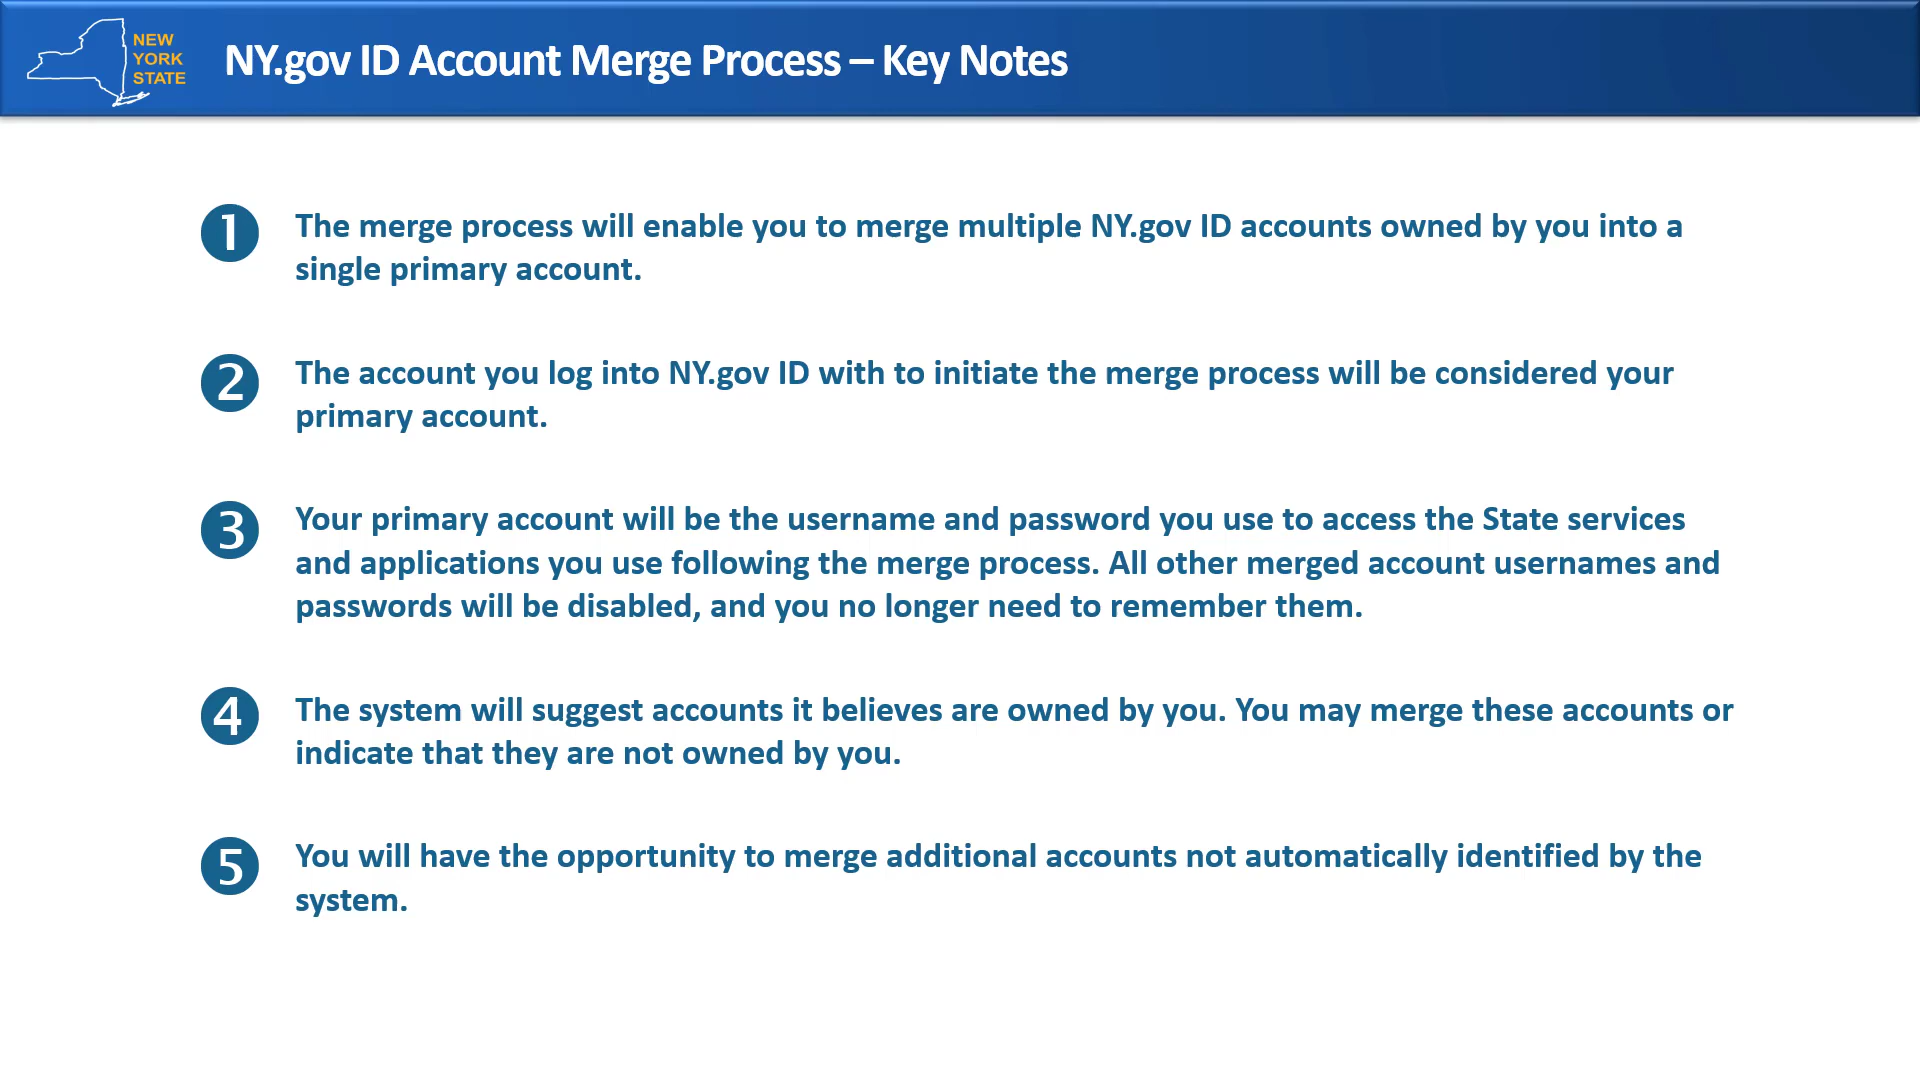 NEW
YORK
STATE
NY.gov ID Account Merge Process – Key Notes
1 The merge process will enable you to merge multiple NY.gov ID accounts owned by you into a
single primary account.
2 The account you log into NY.gov ID with to initiate the merge process will be considered your
primary account.
3 Your primary account will be the username and password you use to access the State services
and applications you use following the merge process. All other merged account usernames and
passwords will be disabled, and you no longer need to remember them.
4 The system will suggest accounts it believes are owned by you. You may merge these accounts or
indicate that they are not owned by you.
5 You will have the opportunity to merge additional accounts not automatically identified by the
system.